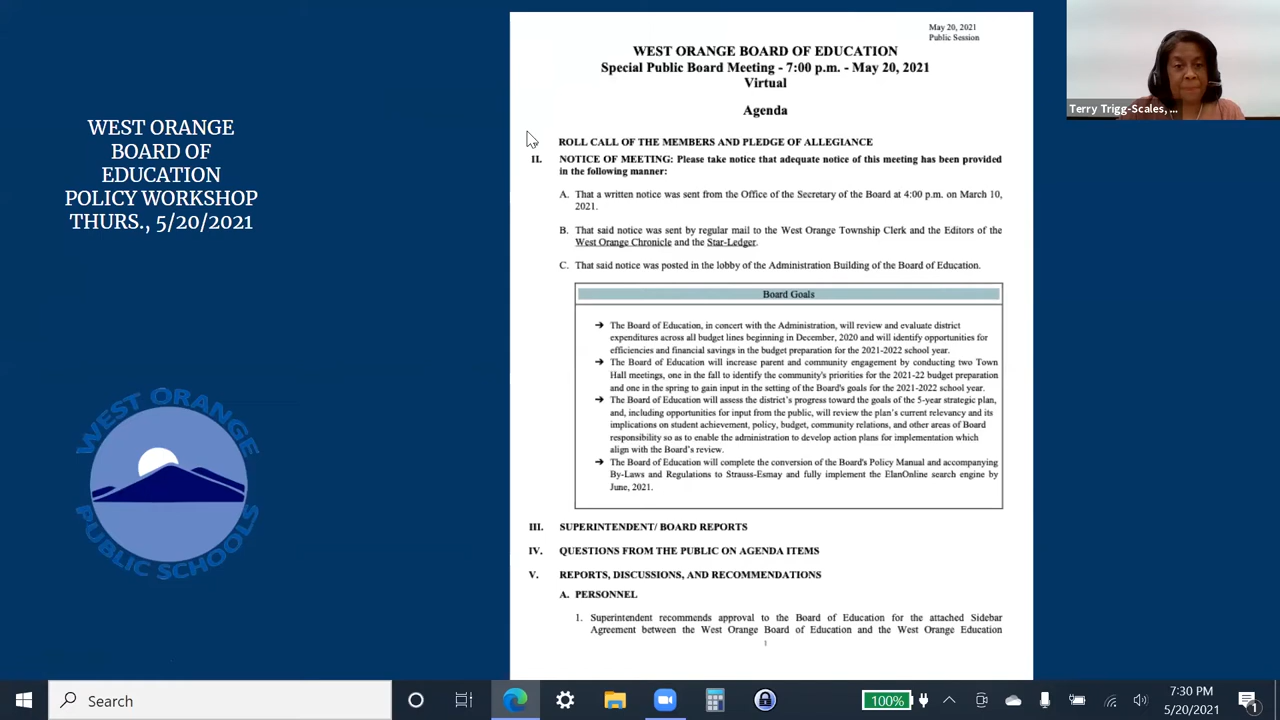 May 20, 2021
Public Session
WEST ORANGE BOARD OF EDUCATION
Special Public Board Meeting - 7:00 p.m. - May 20, 2021
Virtual
Agenda
ROLL CALL OF THE MEMBERS AND PLEDGE OF ALLEGIANCE
II. NOTICE OF MEETING: Please take notice that adequate notice of this meeting has been provided
in the following manner:
A. That a written notice was sent from the Office of the Secretary of the Board at 4:00 p.m. on March 10,
2021.
B. That said notice was sent by regular mail to the West Orange Township Clerk and the Editors of the
West Orange Chronicle and the Star-Ledger.
C. That said notice was posted in the lobby of the Administration Building of the Board of Education.
Board Goals
➔ The Board of Education, in concert with the Administration, will review and evaluate district
expenditures across all budget lines beginning in December, 2020 and will identify opportunities for
efficiencies and financial savings in the budget preparation for the 2021-2022 school year.
➔ The Board of Education will increase parent and community engagement by conducting two Town
Hall meetings, one in the fall to identify the community's priorities for the 2021-22 budget preparation
and one in the spring to gain input in the setting of the Board's goals for the 2021-2022 school year.
➔ The Board of Education will assess the district's progress toward the goals of the 5-year strategic plan,
and, including opportunities for input from the public, will review the plan's current relevancy and its
implications on student achievement, policy, budget, community relations, and other areas of Board
responsibility so as to enable the administration to develop action plans for implementation which
align with the Board's review.
➔ The Board of Education will complete the conversion of the Board's Policy Manual and accompanying
By-Laws and Regulations to Strauss-Esmay and fully implement the ElanOnline search engine by
June, 2021.
III. SUPERINTENDENT/ BOARD REPORTS
IV. QUESTIONS FROM THE PUBLIC ON AGENDA ITEMS
V. REPORTS, DISCUSSIONS, AND RECOMMENDATIONS
A. PERSONNEL
1. Superintendent recommends approval to the Board of Education for the attached Sidebar
Agreement between the West Orange Board of Education and the West Orange Education
1
WEST ORANGE
BOARD OF
EDUCATION
POLICY WORKSHOP
THURS., 5/20/2021
WEST ORANGE
PUBLIC SCHOOLS
Terry Trigg-Scales, ...
Search
100%
7:30 PM
5/20/2021
1